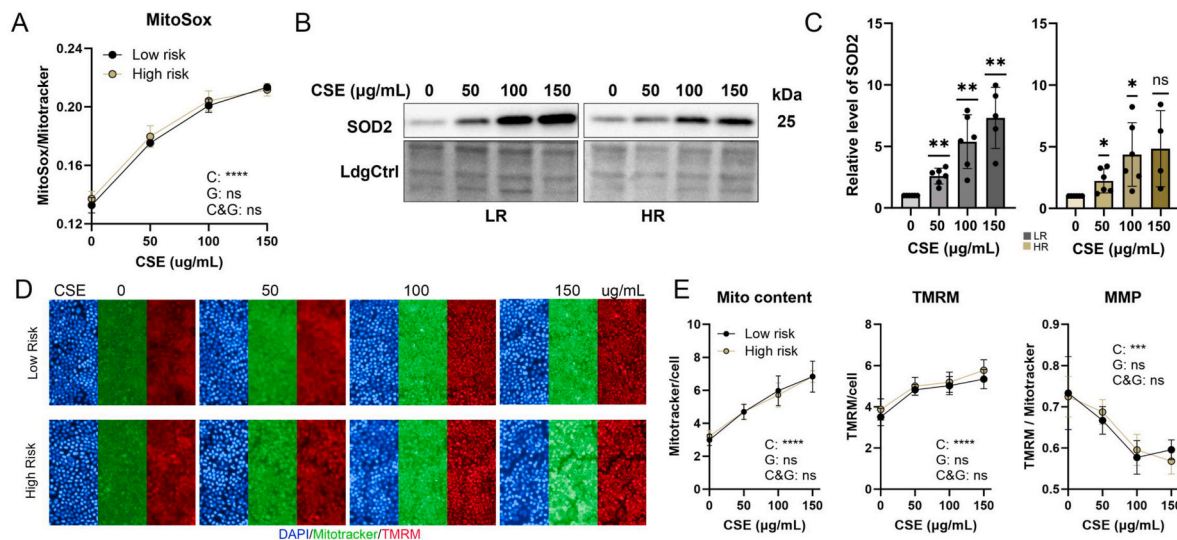 A
MitoSox
Low risk
High risk
MitoSox/Mitotracker
0.24
0.20
0.16
0.12
C: ****
G: ns
C&G: ns
0 50 100 150
CSE (ug/mL)
B
CSE (µg/mL) 0 50 100 150 0 50 100 150 kDa
SOD2 25
LdgCtrl
LR HR
C
Relative level of SOD2
15
10
5
0
** ** **
0 50 100 150
CSE (µg/mL)
LR
HR
15
10
5
0
* * ns
0 50 100 150
CSE (µg/mL)
D
CSE 0 50 100 150 ug/mL
Low Risk
High Risk
DAPI/Mitotracker/TMRM
E
Mito content
Low risk
High risk
Mitotracker/cell
10
8
6
4
2
0
C: ****
G: ns
C&G: ns
0 50 100 150
CSE (µg/mL)
TMRM
TMRM/cell
8
6
4
2
0
C: ****
G: ns
C&G: ns
0 50 100 150
CSE (µg/mL)
MMP
TMRM / Mitotracker
0.9
0.8
0.7
0.6
0.5
C: ***
G: ns
C&G: ns
0 50 100 150
CSE (µg/mL)